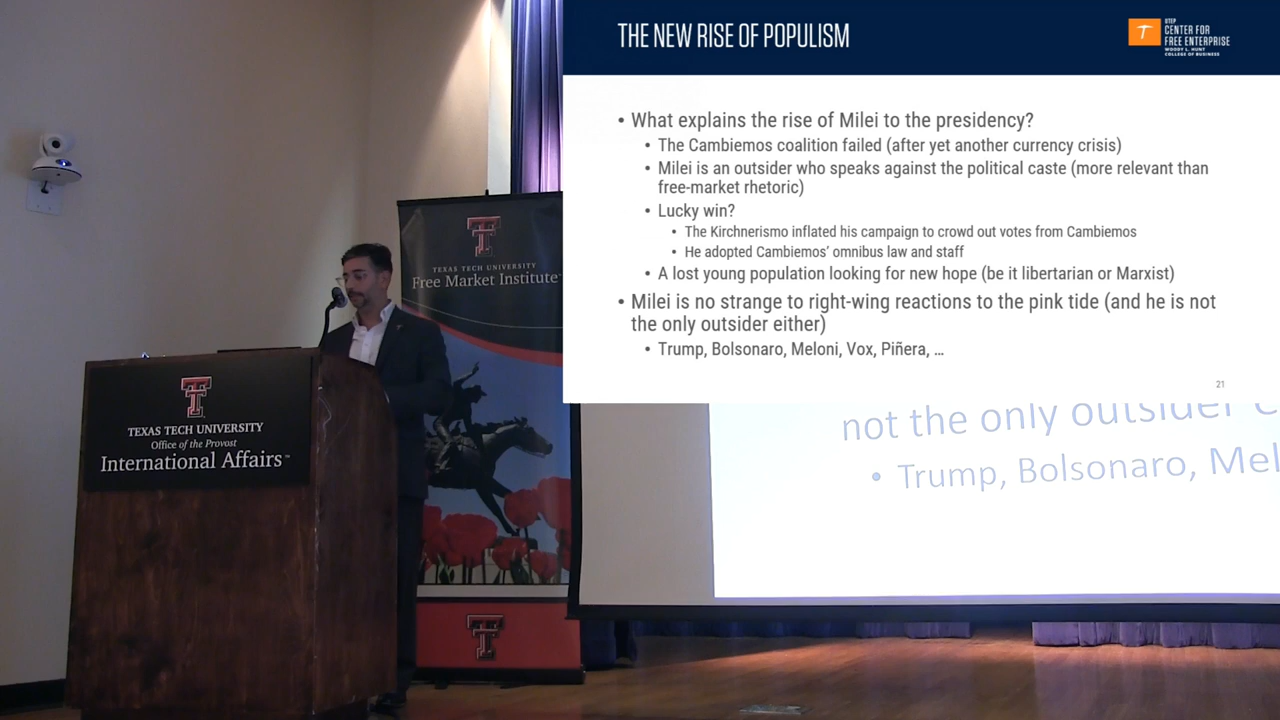 THE NEW RISE OF POPULISM
UTEP
CENTER FOR
FREE ENTERPRISE
WOODY L. HUNT
COLLEGE OF BUSINESS
• What explains the rise of Milei to the presidency?
• The Cambiemos coalition failed (after yet another currency crisis)
• Milei is an outsider who speaks against the political caste (more relevant than
free-market rhetoric)
• Lucky win?
• The Kirchnerismo inflated his campaign to crowd out votes from Cambiemos
• He adopted Cambiemos' omnibus law and staff
• A lost young population looking for new hope (be it libertarian or Marxist)
• Milei is no strange to right-wing reactions to the pink tide (and he is not
the only outsider either)
• Trump, Bolsonaro, Meloni, Vox, Piñera, ...
21
not the only outsider
• Trump, Bolsonaro, Mel
TEXAS TECH UNIVERSITY
Free Market Institute
TEXAS TECH UNIVERSITY
Office of the Provost
International Affairs™